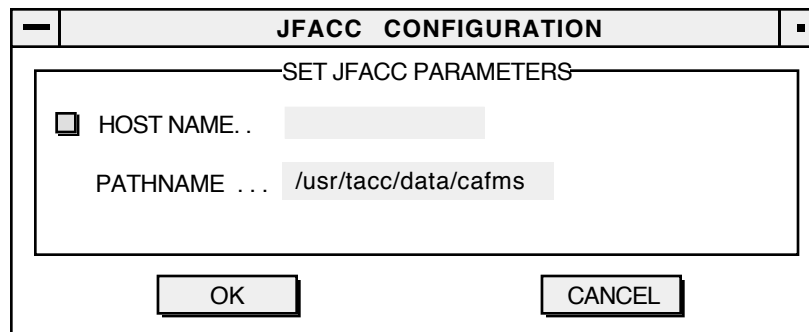 JFACC CONFIGURATION
SET JFACC PARAMETERS
HOST NAME. .
PATHNAME . . . /usr/tacc/data/cafms
OK CANCEL